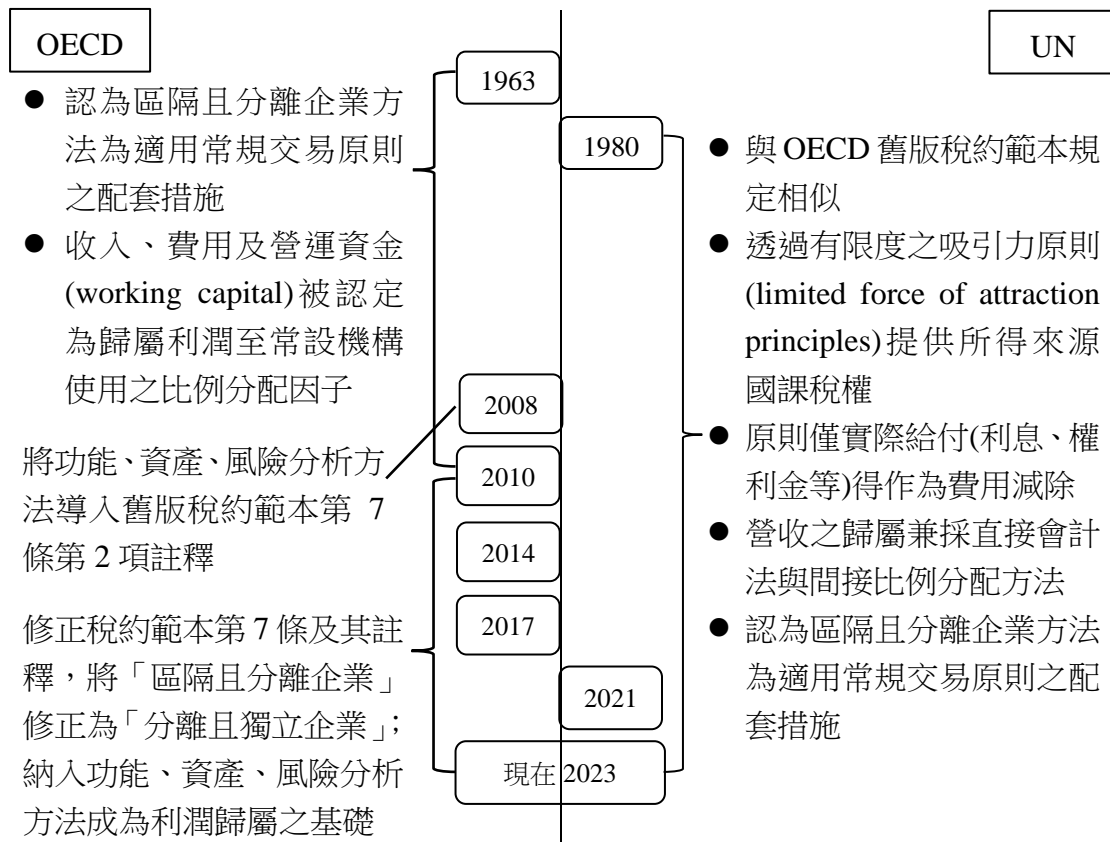 OECD
● 認為區隔且分離企業方
法為適用常規交易原則
之配套措施
● 收入、費用及營運資金
(working capital)被認定
為歸屬利潤至常設機構
使用之比例分配因子
將功能、資產、風險分析方
法導入舊版稅約範本第 7
條第 2 項註釋
修正稅約範本第 7 條及其註
釋，將「區隔且分離企業」
修正為「分離且獨立企業」；
納入功能、資產、風險分析
方法成為利潤歸屬之基礎
1963
1980
2008
2010
2014
2017
2021
現在 2023
UN
● 與 OECD 舊版稅約範本規
定相似
● 透過有限度之吸引力原則
(limited force of attraction
principles)提供所得來源
國課稅權
● 原則僅實際給付(利息、權
利金等)得作為費用減除
● 營收之歸屬兼採直接會計
法與間接比例分配方法
● 認為區隔且分離企業方法
為適用常規交易原則之配
套措施